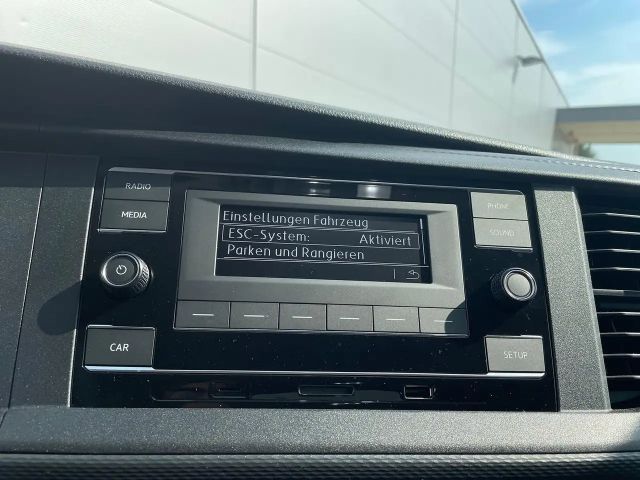 RADIO
MEDIA
Einstellungen Fahrzeug
ESC-System: Aktiviert
Parken und Rangieren
PHONE
SOUND
CAR
SETUP